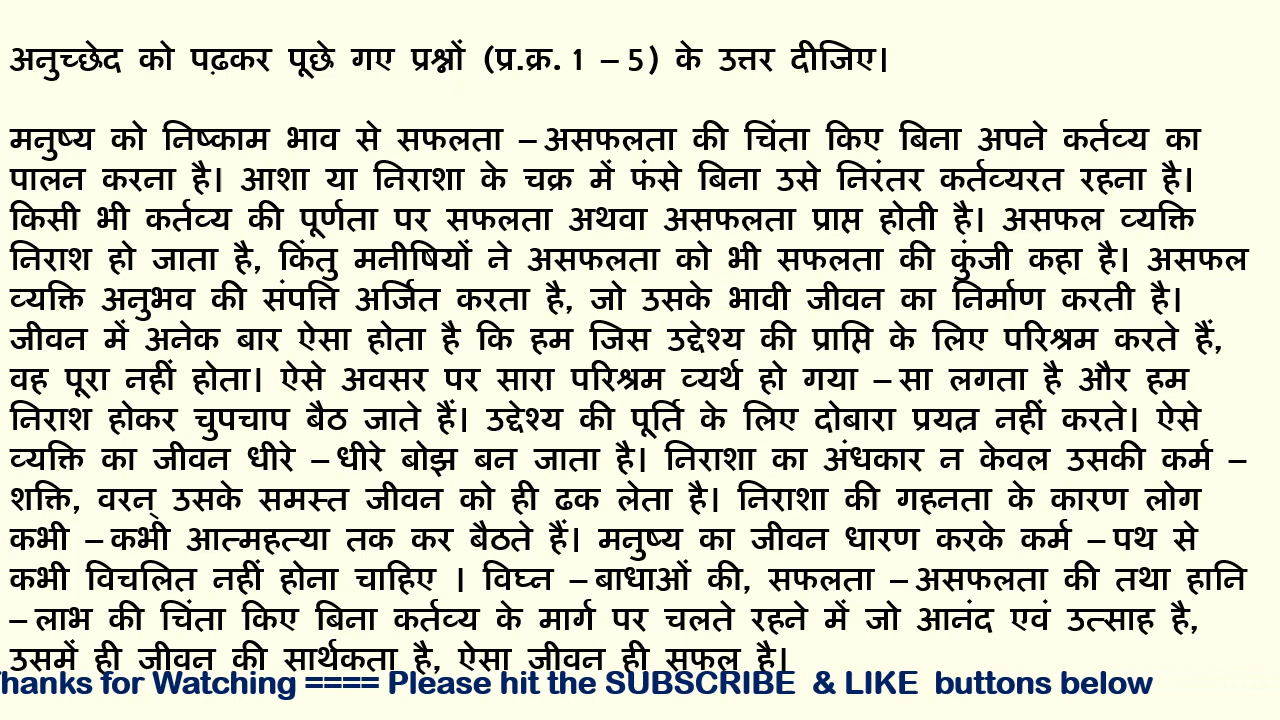 अनुच्छेद को पढ़कर पूछे गए प्रश्नों (प्र.क्र. 1 – 5) के उत्तर दीजिए।
मनुष्य को निष्काम भाव से सफलता – असफलता की चिंता किए बिना अपने कर्तव्य का
पालन करना है। आशा या निराशा के चक्र में फंसे बिना उसे निरंतर कर्तव्यरत रहना है।
किसी भी कर्तव्य की पूर्णता पर सफलता अथवा असफलता प्राप्त होती है। असफल व्यक्ति
निराश हो जाता है, किंतु मनीषियों ने असफलता को भी सफलता की कुंजी कहा है। असफल
व्यक्ति अनुभव की संपत्ति अर्जित करता है, जो उसके भावी जीवन का निर्माण करती है।
जीवन में अनेक बार ऐसा होता है कि हम जिस उद्देश्य की प्राप्ति के लिए परिश्रम करते हैं,
वह पूरा नहीं होता। ऐसे अवसर पर सारा परिश्रम व्यर्थ हो गया – सा लगता है और हम
निराश होकर चुपचाप बैठ जाते हैं। उद्देश्य की पूर्ति के लिए दोबारा प्रयत्न नहीं करते। ऐसे
व्यक्ति का जीवन धीरे – धीरे बोझ बन जाता है। निराशा का अंधकार न केवल उसकी कर्म –
शक्ति, वरन् उसके समस्त जीवन को ही ढक लेता है। निराशा की गहनता के कारण लोग
कभी – कभी आत्महत्या तक कर बैठते हैं। मनुष्य का जीवन धारण करके कर्म – पथ से
कभी विचलित नहीं होना चाहिए । विघ्न – बाधाओं की, सफलता – असफलता की तथा हानि
– लाभ की चिंता किए बिना कर्तव्य के मार्ग पर चलते रहने में जो आनंद एवं उत्साह है,
उसमें ही जीवन की सार्थकता है, ऐसा जीवन ही सफल है।
hanks for Watching ==== Please hit the SUBSCRIBE & LIKE buttons below